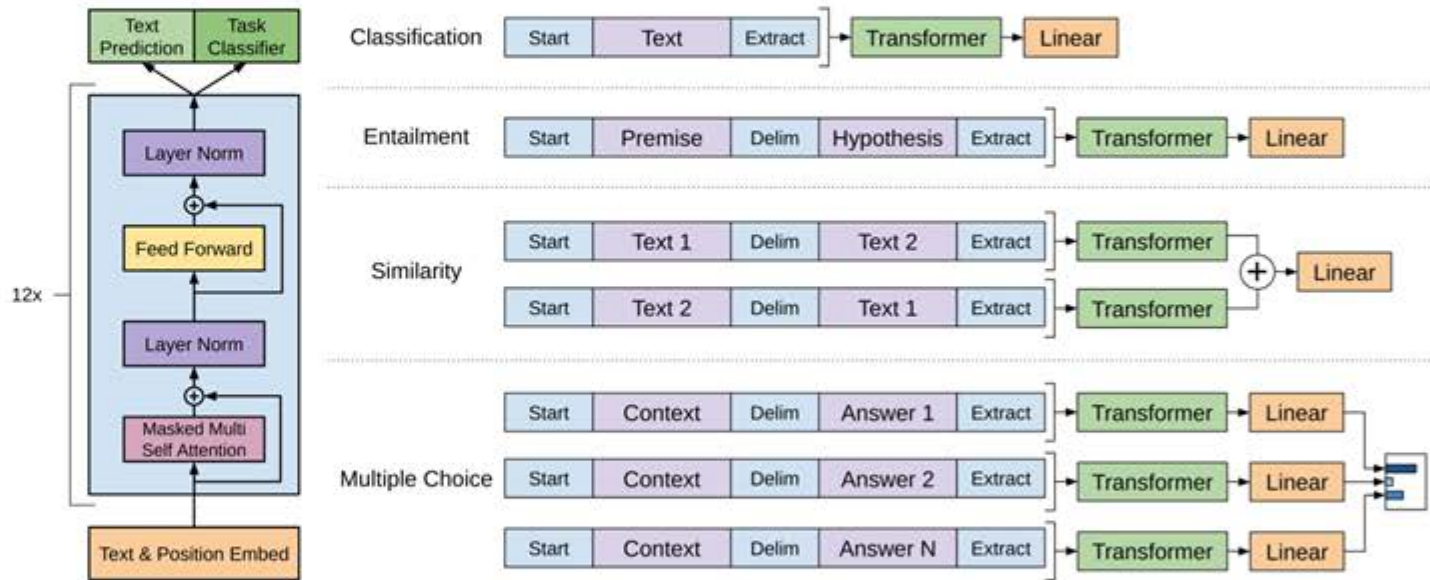 Text
Prediction
Task
Classifier
Layer Norm
Feed Forward
12x
Layer Norm
Masked Multi
Self Attention
Text & Position Embed
Classification Start Text Extract Transformer Linear
Entailment Start Premise Delim Hypothesis Extract Transformer Linear
Start Text 1 Delim Text 2 Extract Transformer
Similarity
Linear
Start Text 2 Delim Text 1 Extract Transformer
Start Context Delim Answer 1 Extract Transformer Linear
Multiple Choice Start Context Delim Answer 2 Extract Transformer Linear
Start Context Delim Answer N Extract Transformer Linear